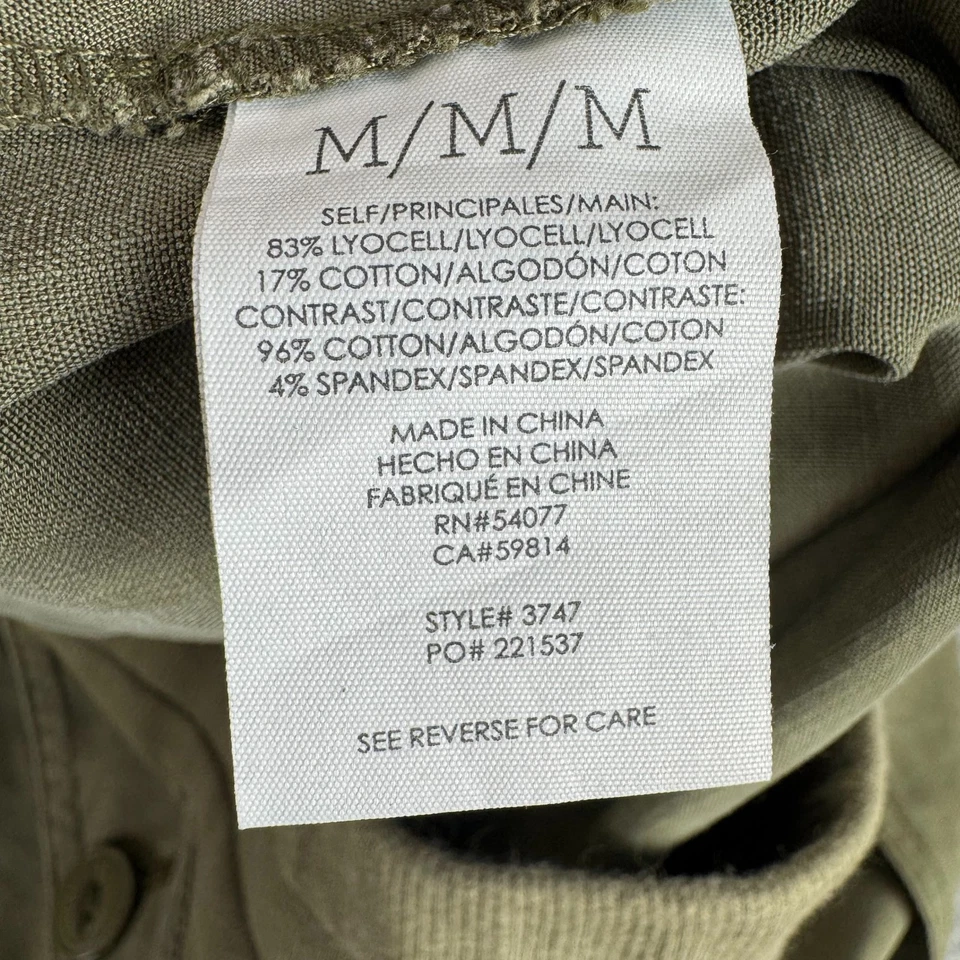 M/M/M
SELF/PRINCIPALES/MAIN:
83% LYOCELL/LYOCELL/LYOCELL
17% COTTON/ALGODÓN/COTON
CONTRAST/CONTRASTE/CONTRASTE:
96% COTTON/ALGODÓN/COTON
4% SPANDEX/SPANDEX/SPANDEX
MADE IN CHINA
HECHO EN CHINA
FABRIQUÉ EN CHINE
RN#54077
CA#59814
STYLE# 3747
PO# 221537
SEE REVERSE FOR CARE